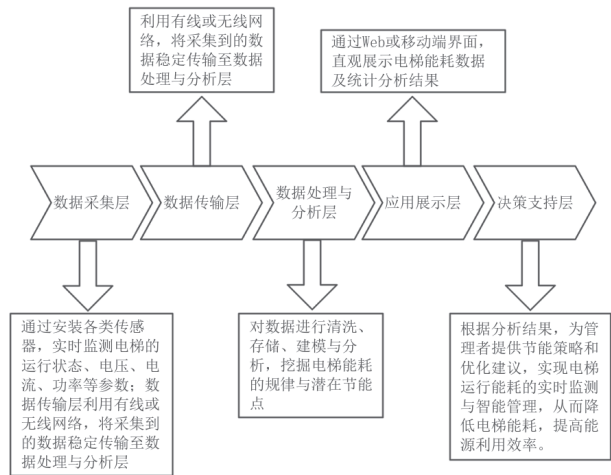 利用有线或无线网
络，将采集到的数
据稳定传输至数据
处理与分析层
通过Web或移动端界面，
直观展示电梯能耗数据
及统计分析结果
数据采集层
数据传输层
数据处理与
分析层
应用展示层
决策支持层
通过安装各类传感
器，实时监测电梯的
运行状态、电压、电
流、功率等参数；数
据传输层利用有线或
无线网络，将采集到
的数据稳定传输至数
据处理与分析层
对数据进行清洗、
存储、建模与分
析，挖掘电梯能耗
的规律与潜在节能
点
根据分析结果，为管
理者提供节能策略和
优化建议，实现电梯
运行能耗的实时监测
与智能管理，从而降
低电梯能耗，提高能
源利用效率。